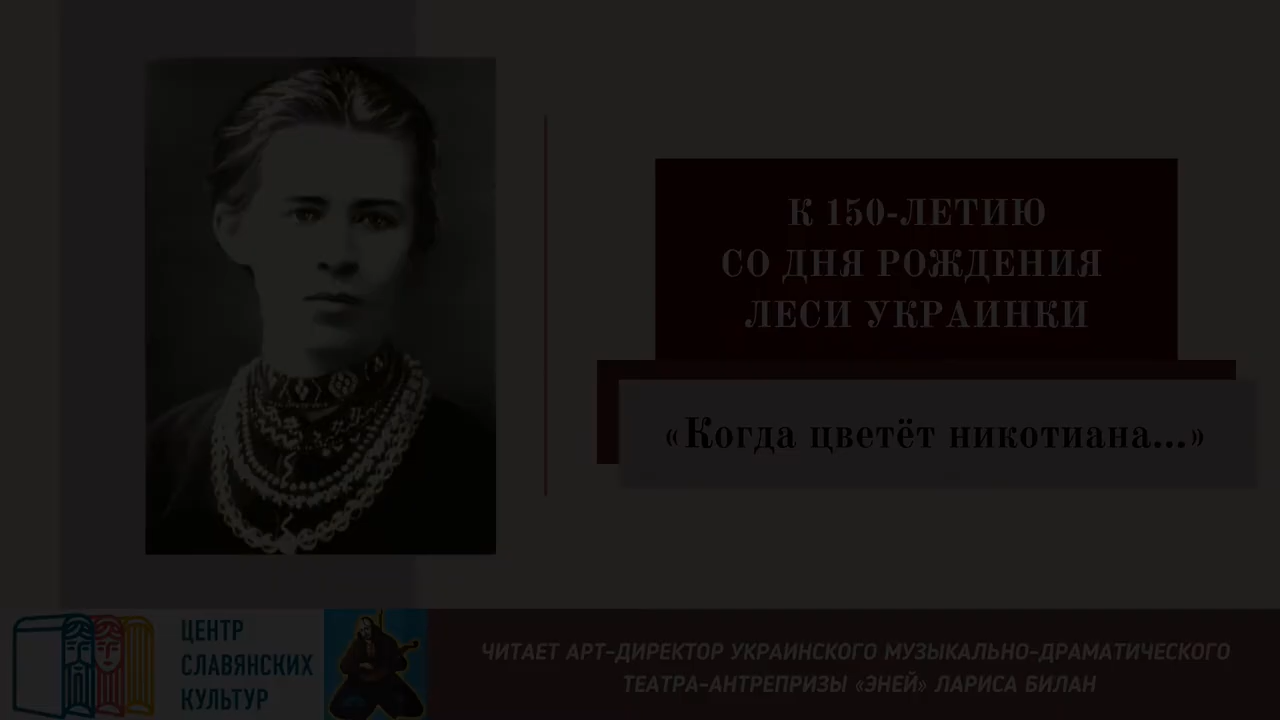 К 150-ЛЕТИЮ
СО ДНЯ РОЖДЕНИЯ
ЛЕСИ УКРАИНКИ
«Когда цветёт никотиана...»
ЦЕНТР
СЛАВЯНСКИХ
КУЛЬТУР
ЧИТАЕТ АРТ-ДИРЕКТОР УКРАИНСКОГО МУЗЫКАЛЬНО-ДРАМАТИЧЕСКОГО
ТЕАТРА-АНТРЕПРИЗЫ «ЭНЕЙ» ЛАРИСА БИЛАН